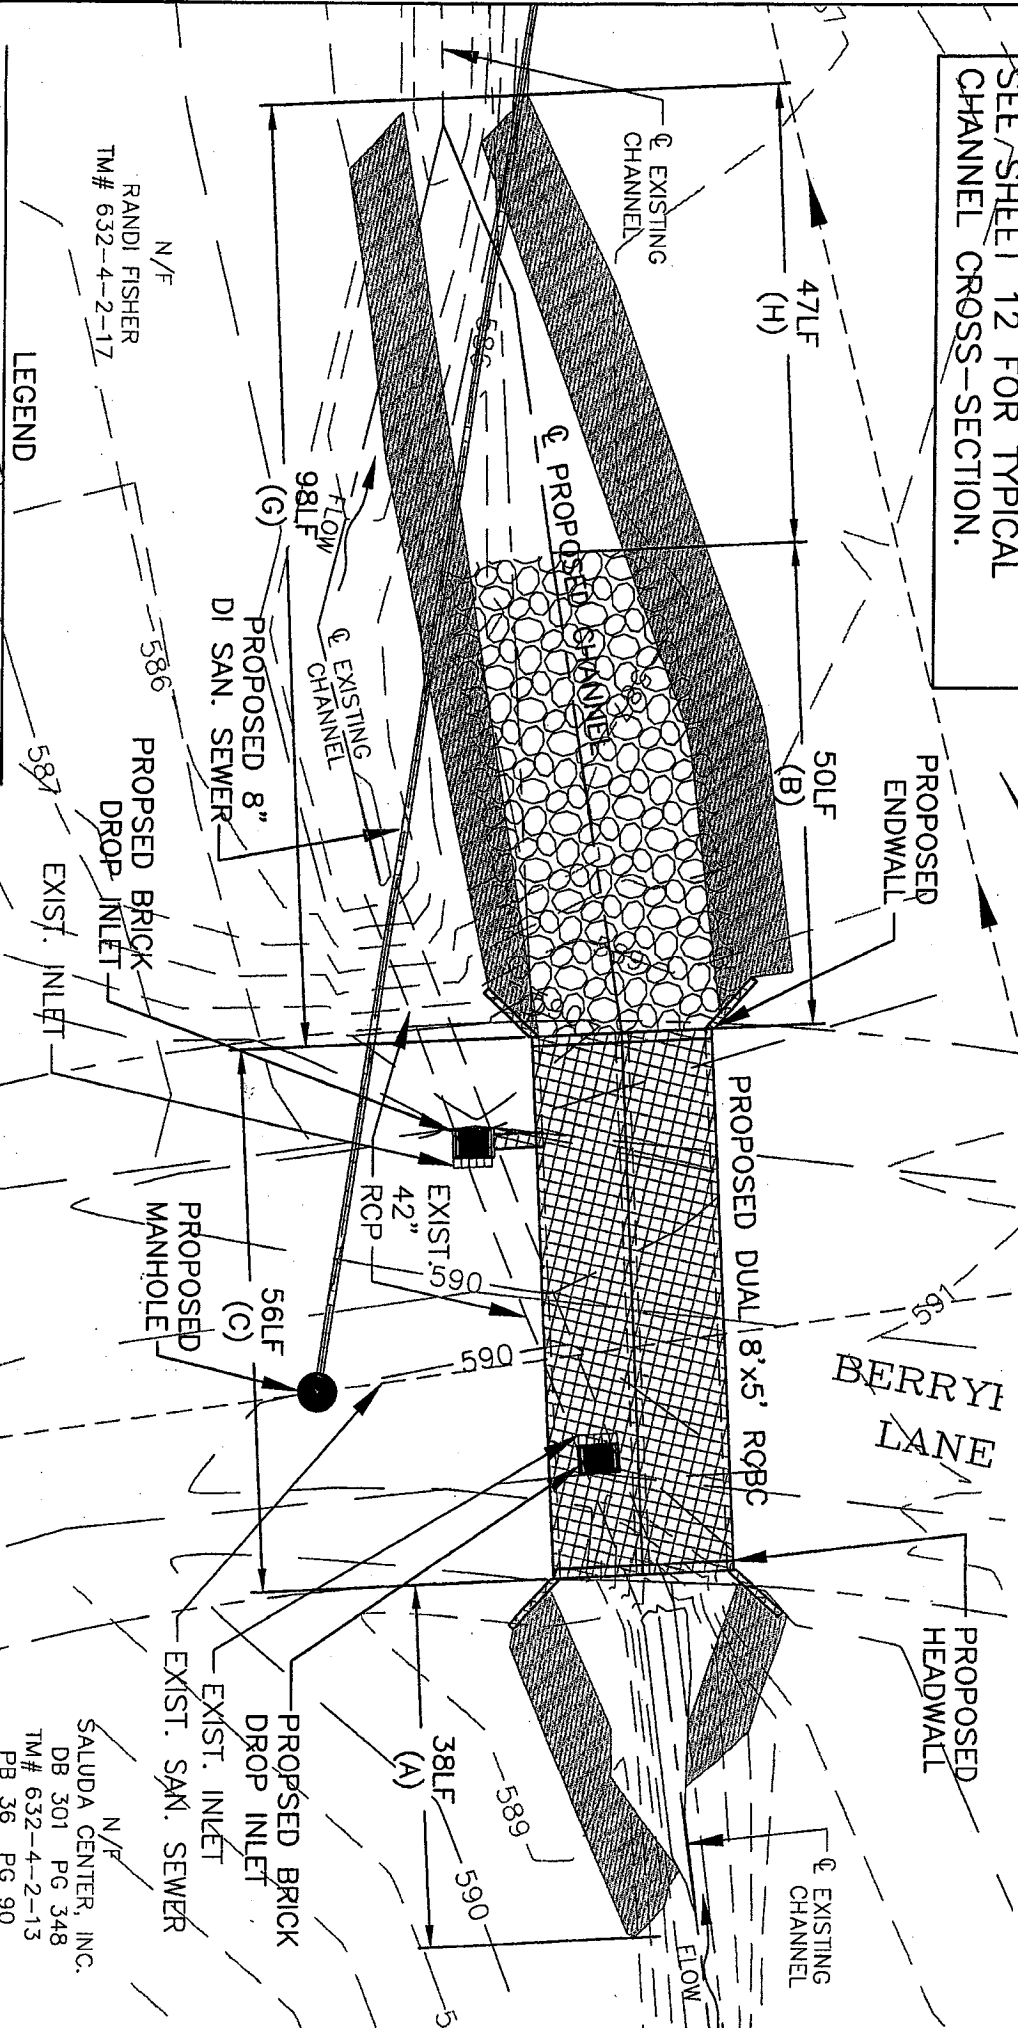 SEE SHEET 12 FOR TYPICAL
CHANNEL CROSS-SECTION.
BERRYH
LANE
591
℄ EXISTING
CHANNEL
47LF
(H)
50LF
(B)
PROPOSED
ENDWALL
PROPOSED
HEADWALL
PROPOSED DUAL 8'x5' RCBC
℄ PROPOSED CHANNEL
586
℄ EXISTING
CHANNEL
FLOW
98LF
(G)
FLOW
℄ EXISTING
CHANNEL
PROPOSED 8"
DI SAN. SEWER
EXIST.
42"
RCP
590
590
56LF
(C)
PROPOSED
MANHOLE
38LF
(A)
589
590
PROPSED BRICK
DROP INLET
EXIST. INLET
PROPSED BRICK
DROP INLET
EXIST. INLET
EXIST. SAN. SEWER
586
587
587
N/F
RANDI FISHER
TM# 632-4-2-17
N/F
SALUDA CENTER, INC.
DB 301 PG 348
TM# 632-4-2-13
PB 36 PG 90
LEGEND